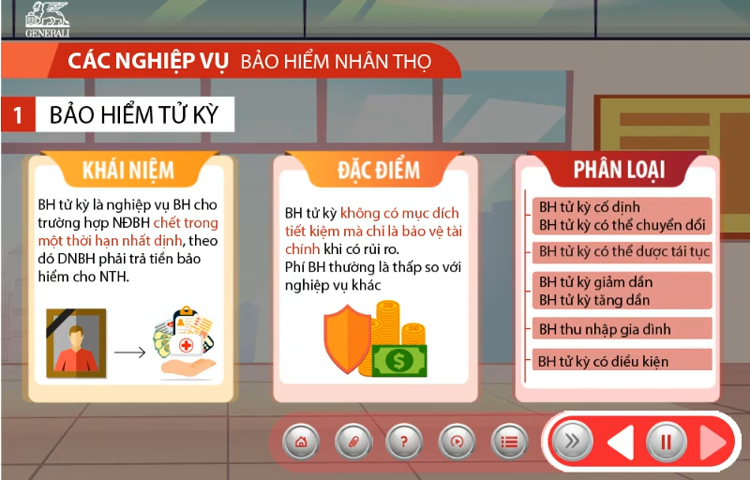 GENERALI
CÁC NGHIỆP VỤ BẢO HIỂM NHÂN THỌ
1 BẢO HIỂM TỬ KỲ
KHÁI NIỆM
BH tử kỳ là nghiệp vụ BH cho
trường hợp NĐBH chết trong
một thời hạn nhất định, theo
đó DNBH phải trả tiền bảo
hiểm cho NTH.
ĐẶC ĐIỂM
BH tử kỳ không có mục đích
tiết kiệm mà chỉ là bảo vệ tài
chính khi có rủi ro.
Phí BH thường là thấp so với
nghiệp vụ khác
$
PHÂN LOẠI
BH tử kỳ cố định
BH tử kỳ có thể chuyển đổi
BH tử kỳ có thể được tái tục
BH tử kỳ giảm dần
BH tử kỳ tăng dần
BH thu nhập gia đình
BH tử kỳ có điều kiện
?